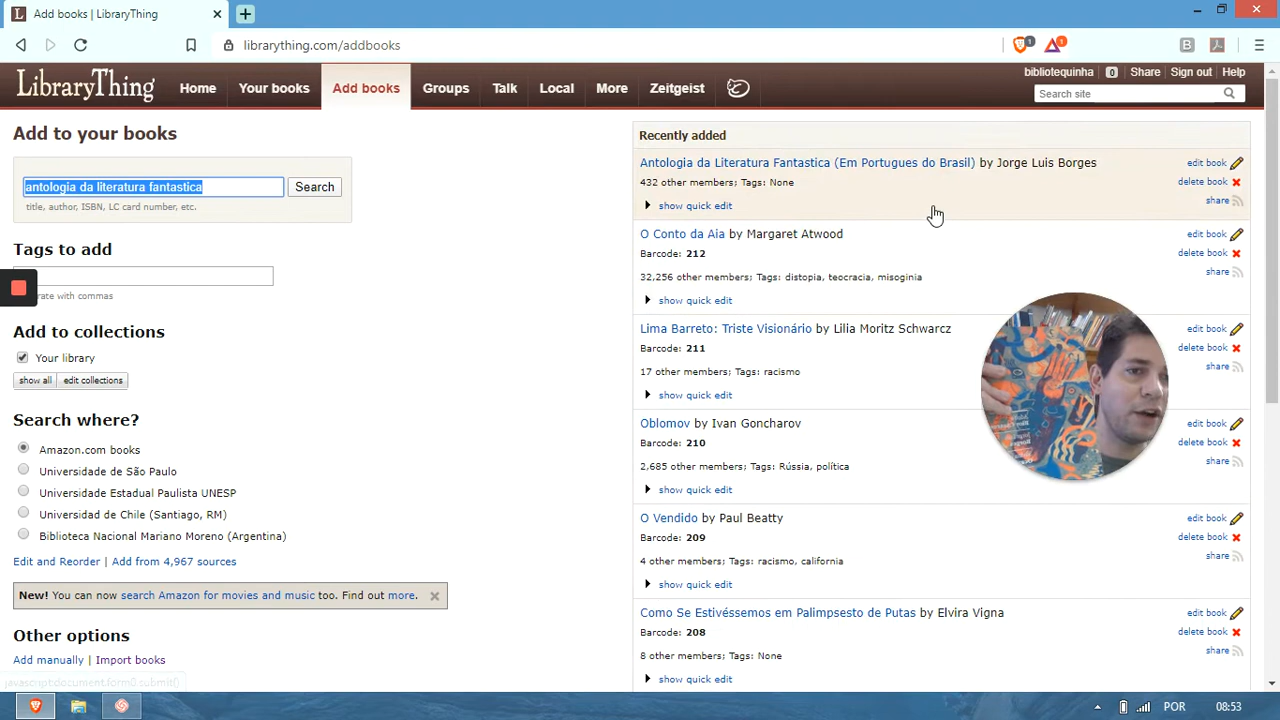 Add books | LibraryThing
librarything.com/addbooks
1
1
LibraryThing
Home
Your books
Add books
Groups
Talk
Local
More
Zeitgeist
bibliotequinha
0
Share
Sign out
Help
Search site
Add to your books
antologia da literatura fantastica
Search
title, author, ISBN, LC card number, etc.
Tags to add
rate with commas
Add to collections
Your library
show all
edit collections
Search where?
Amazon.com books
Universidade de São Paulo
Universidade Estadual Paulista UNESP
Universidad de Chile (Santiago, RM)
Biblioteca Nacional Mariano Moreno (Argentina)
Edit and Reorder | Add from 4,967 sources
New! You can now search Amazon for movies and music too. Find out more.
Other options
Add manually | Import books
javascript:document.form0.submit()
Recently added
Antologia da Literatura Fantastica (Em Portugues do Brasil) by Jorge Luis Borges
432 other members; Tags: None
show quick edit
edit book
delete book
share
O Conto da Aia by Margaret Atwood
Barcode: 212
32,256 other members; Tags: distopia, teocracia, misoginia
show quick edit
edit book
delete book
share
Lima Barreto: Triste Visionário by Lilia Moritz Schwarcz
Barcode: 211
17 other members; Tags: racismo
show quick edit
edit book
delete book
share
Oblomov by Ivan Goncharov
Barcode: 210
2,685 other members; Tags: Rússia, política
show quick edit
edit book
delete book
share
O Vendido by Paul Beatty
Barcode: 209
4 other members; Tags: racismo, california
show quick edit
edit book
delete book
share
Como Se Estivéssemos em Palimpsesto de Putas by Elvira Vigna
Barcode: 208
8 other members; Tags: None
show quick edit
edit book
delete book
share
POR
08:53